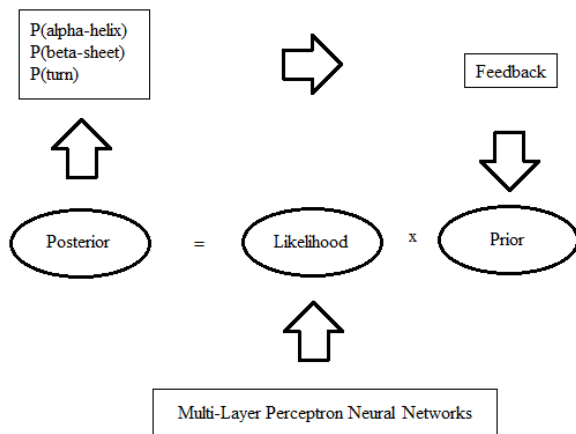 P(alpha-helix)
P(beta-sheet)
P(turn)
Feedback
Posterior = Likelihood x Prior
Multi-Layer Perceptron Neural Networks